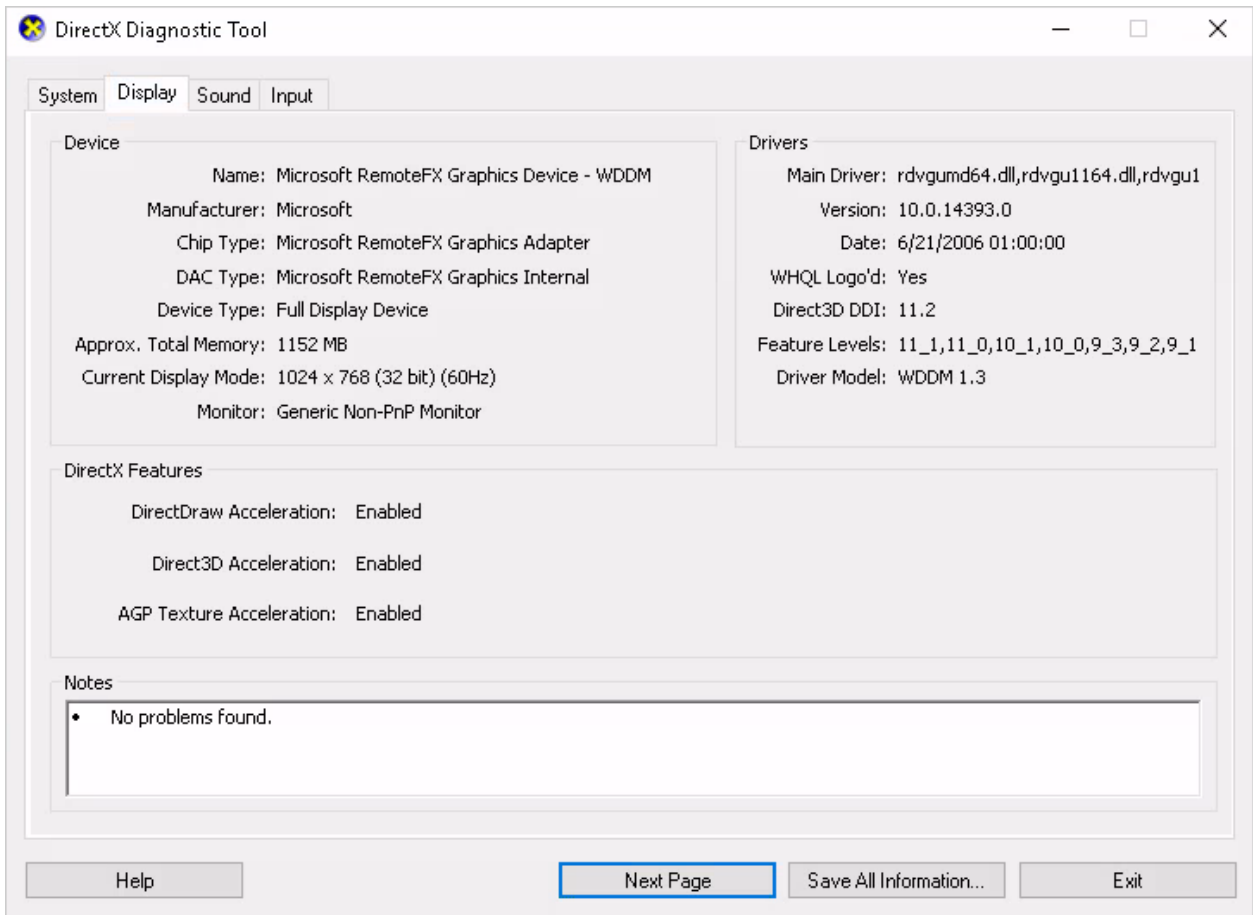 DirectX Diagnostic Tool
System Display Sound Input
Device
Name: Microsoft RemoteFX Graphics Device - WDDM
Manufacturer: Microsoft
Chip Type: Microsoft RemoteFX Graphics Adapter
DAC Type: Microsoft RemoteFX Graphics Internal
Device Type: Full Display Device
Approx. Total Memory: 1152 MB
Current Display Mode: 1024 x 768 (32 bit) (60Hz)
Monitor: Generic Non-PnP Monitor
Drivers
Main Driver: rdvgumd64.dll,rdvgu1164.dll,rdvgu1
Version: 10.0.14393.0
Date: 6/21/2006 01:00:00
WHQL Logo'd: Yes
Direct3D DDI: 11.2
Feature Levels: 11_1,11_0,10_1,10_0,9_3,9_2,9_1
Driver Model: WDDM 1.3
DirectX Features
DirectDraw Acceleration: Enabled
Direct3D Acceleration: Enabled
AGP Texture Acceleration: Enabled
Notes
• No problems found.
Help Next Page Save All Information... Exit